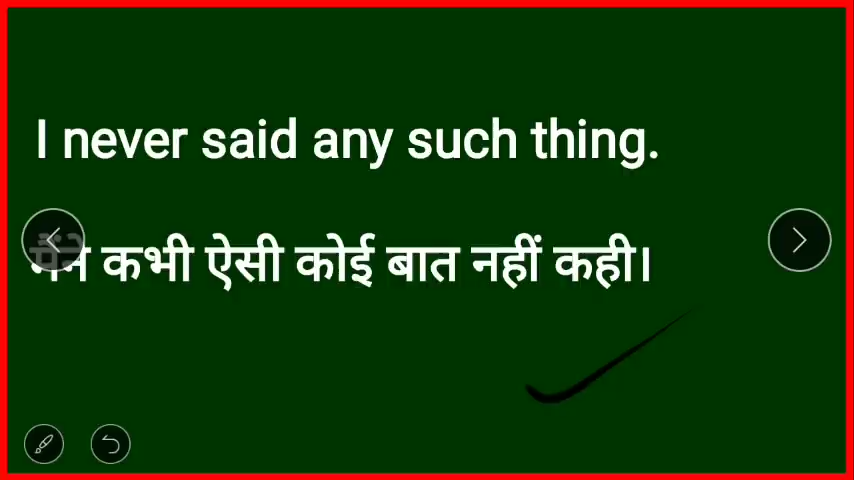 I never said any such thing.
मैंने कभी ऐसी कोई बात नहीं कही।